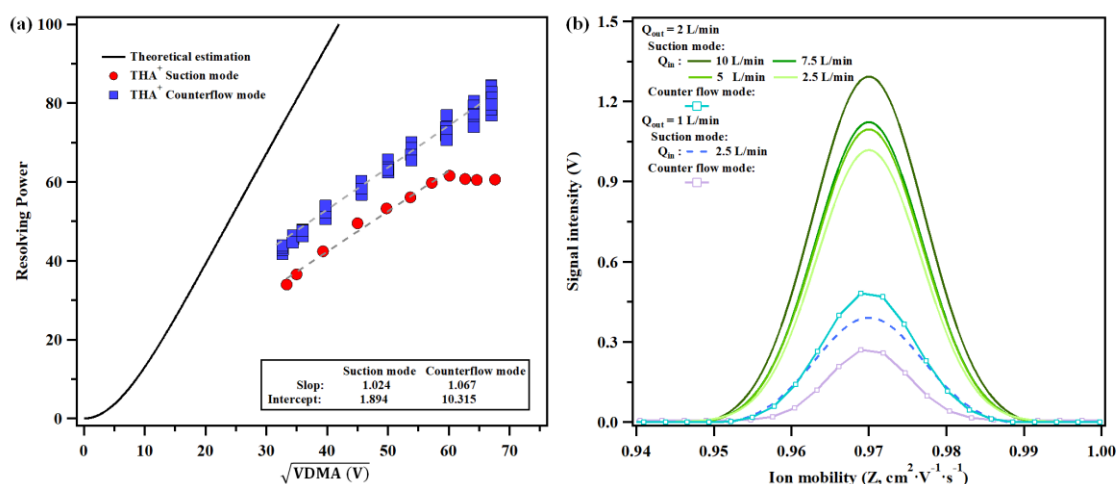 (a)
100
80
60
40
20
0
Resolving Power
Theoretical estimation
THA+ Suction mode
THA+ Counterflow mode
Suction mode Counterflow mode
Slop: 1.024 1.067
Intercept: 1.894 10.315
0 10 20 30 40 50 60 70
√VDMA (V)
(b)
1.5
1.2
0.9
0.6
0.3
0.0
Signal intensity (V)
Qout = 2 L/min
Suction mode:
Qin : 10 L/min 7.5 L/min
5 L/min 2.5 L/min
Counter flow mode:
Qout = 1 L/min
Suction mode:
Qin : 2.5 L/min
Counter flow mode:
0.94 0.95 0.96 0.97 0.98 0.99 1.00
Ion mobility (Z, cm²·V⁻¹·s⁻¹)